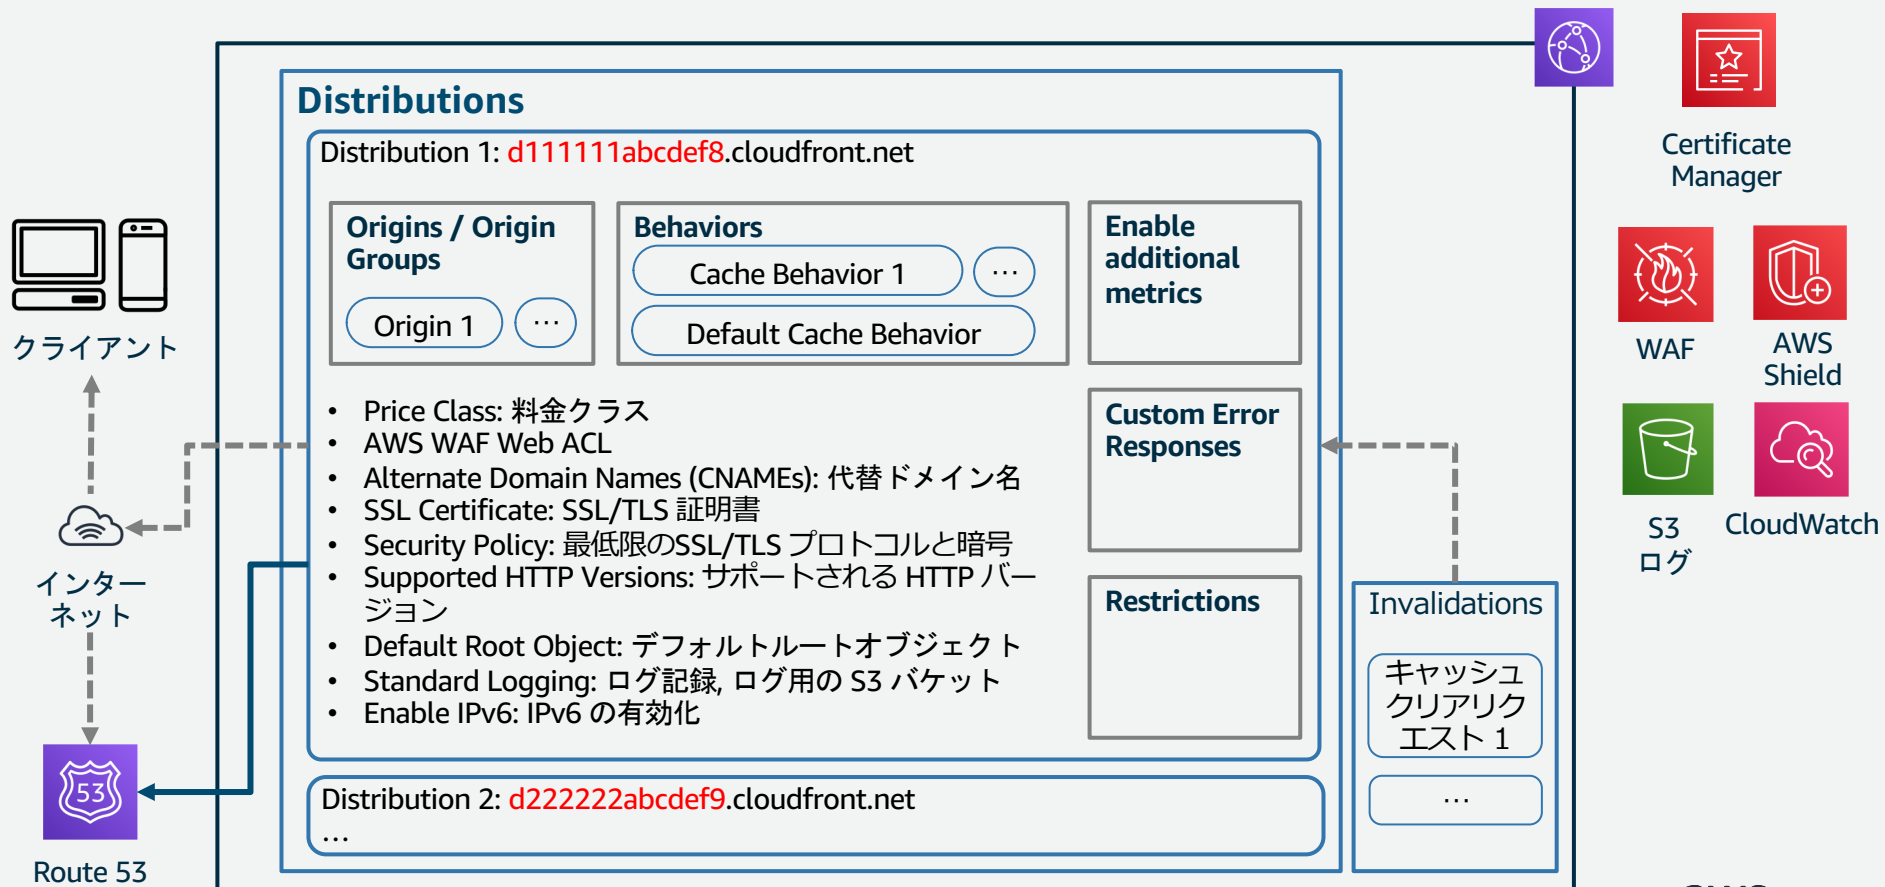 Distributions
Distribution 1: d111111abcdef8.cloudfront.net
Origins / Origin
Groups
Origin 1
…
Behaviors
Cache Behavior 1
…
Default Cache Behavior
Enable
additional
metrics
• Price Class: 料金クラス
• AWS WAF Web ACL
• Alternate Domain Names (CNAMEs): 代替ドメイン名
• SSL Certificate: SSL/TLS 証明書
• Security Policy: 最低限のSSL/TLS プロトコルと暗号
• Supported HTTP Versions: サポートされる HTTP バー
ジョン
• Default Root Object: デフォルトルートオブジェクト
• Standard Logging: ログ記録, ログ用の S3 バケット
• Enable IPv6: IPv6 の有効化
Custom Error
Responses
Restrictions
Distribution 2: d222222abcdef9.cloudfront.net
…
Invalidations
キャッシュ
クリアリク
エスト 1
…
クライアント
インター
ネット
53
Route 53
Certificate
Manager
WAF
AWS
Shield
S3
ログ
CloudWatch